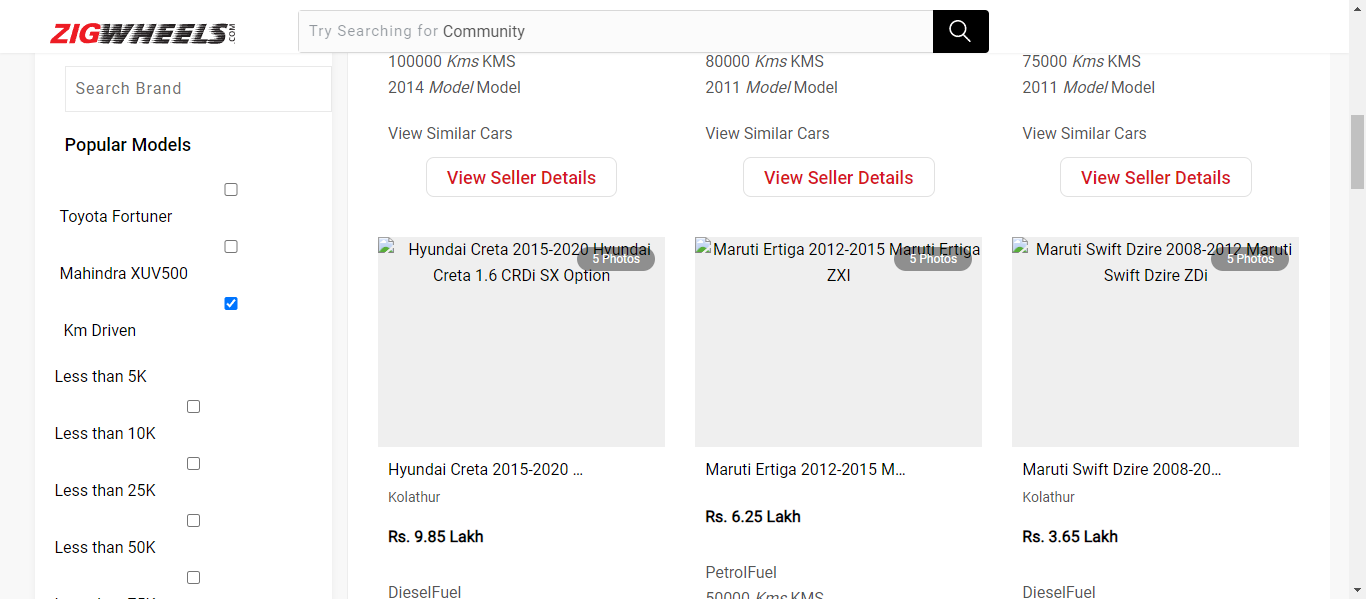 ZIGWHEELS.COM
Try Searching for Community
Search Brand
Popular Models
Toyota Fortuner
Mahindra XUV500
Km Driven
Less than 5K
Less than 10K
Less than 25K
Less than 50K
100000 Kms KMS
2014 Model Model
View Similar Cars
View Seller Details
80000 Kms KMS
2011 Model Model
View Similar Cars
View Seller Details
75000 Kms KMS
2011 Model Model
View Similar Cars
View Seller Details
Hyundai Creta 2015-2020 Hyundai
Creta 1.6 CRDi SX Option
5 Photos
Hyundai Creta 2015-2020 ...
Kolathur
Rs. 9.85 Lakh
DieselFuel
Maruti Ertiga 2012-2015 Maruti Ertiga
ZXI
5 Photos
Maruti Ertiga 2012-2015 M...
Rs. 6.25 Lakh
PetrolFuel
50000 Kms KMS
Maruti Swift Dzire 2008-2012 Maruti
Swift Dzire ZDi
5 Photos
Maruti Swift Dzire 2008-20...
Kolathur
Rs. 3.65 Lakh
DieselFuel